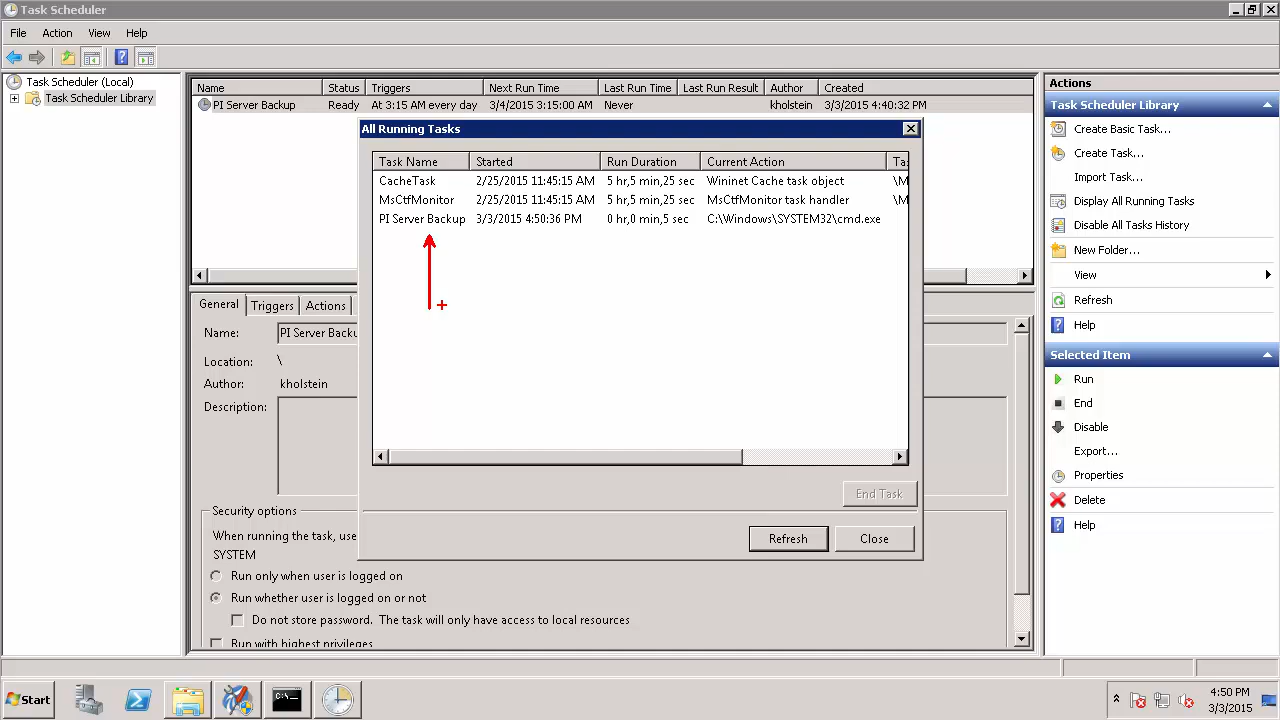 Task Scheduler
File Action View Help
Task Scheduler (Local)
Task Scheduler Library
Name Status Triggers Next Run Time Last Run Time Last Run Result Author Created
PI Server Backup Ready At 3:15 AM every day 3/4/2015 3:15:00 AM Never kholstein 3/3/2015 4:40:32 PM
All Running Tasks
Task Name Started Run Duration Current Action Tas
CacheTask 2/25/2015 11:45:15 AM 5 hr,5 min,25 sec Wininet Cache task object \M
MsCtfMonitor 2/25/2015 11:45:15 AM 5 hr,5 min,25 sec MsCtfMonitor task handler \M
PI Server Backup 3/3/2015 4:50:36 PM 0 hr,0 min,5 sec C:\Windows\SYSTEM32\cmd.exe
End Task
Refresh Close
General Triggers Actions
Name: PI Server Backu
Location: \
Author: kholstein
Description:
Security options
When running the task, use
SYSTEM
Run only when user is logged on
Run whether user is logged on or not
Do not store password. The task will only have access to local resources
Run with highest privileges
Actions
Task Scheduler Library
Create Basic Task...
Create Task...
Import Task...
Display All Running Tasks
Disable All Tasks History
New Folder...
View
Refresh
Help
Selected Item
Run
End
Disable
Export...
Properties
Delete
Help
Start
C:\_
4:50 PM
3/3/2015